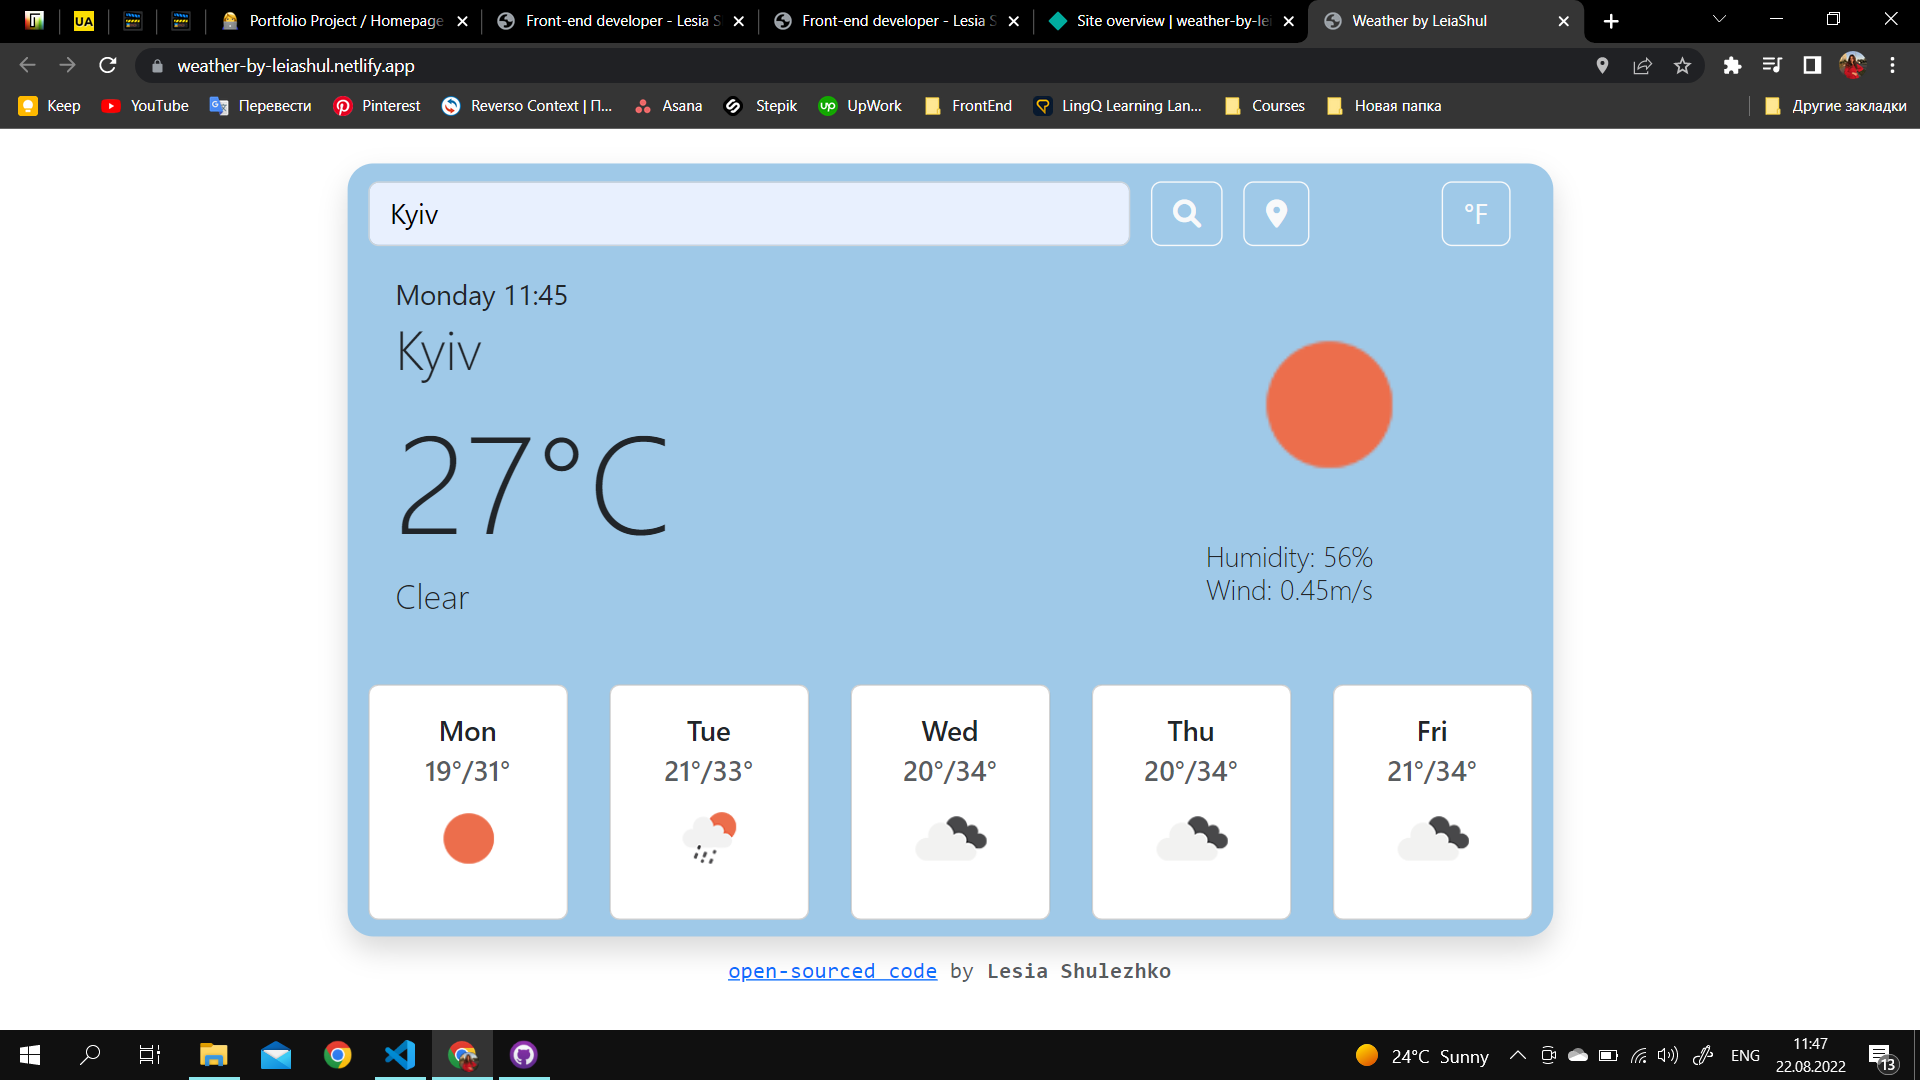 UA
Portfolio Project / Homepage
Front-end developer - Lesia S
Front-end developer - Lesia S
Site overview | weather-by-lei
Weather by LeiaShul
weather-by-leiashul.netlify.app
Keep
YouTube
Перевести
Pinterest
Reverso Context | П...
Asana
Stepik
up UpWork
FrontEnd
LingQ Learning Lan...
Courses
Новая папка
Другие закладки
Kyiv
°F
Monday 11:45
Kyiv
27°C
Clear
Humidity: 56%
Wind: 0.45m/s
Mon
19°/31°
Tue
21°/33°
Wed
20°/34°
Thu
20°/34°
Fri
21°/34°
open-sourced code by Lesia Shulezhko
24°C Sunny
ENG
11:47
22.08.2022
13